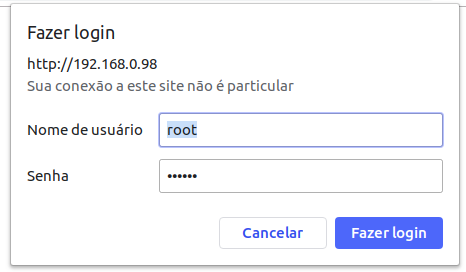 Fazer login
http://192.168.0.98
Sua conexão a este site não é particular
Nome de usuário root
Senha ••••••
Cancelar Fazer login